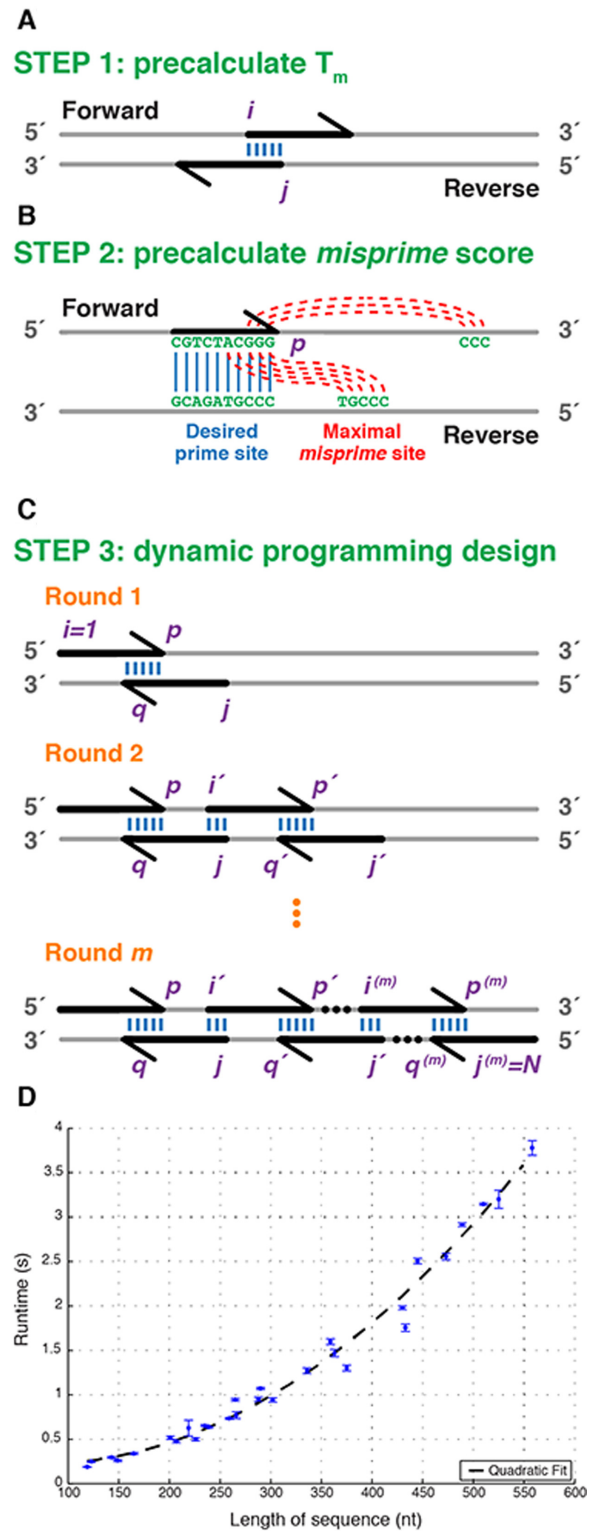 A
STEP 1: precalculate Tm
Forward i
5´ 3´
3´ 5´
j Reverse
B
STEP 2: precalculate misprime score
Forward
5´ 3´
CGTCTACGGG p CCC
GCAGATGCCC TGCCC
3´ 5´
Desired prime site
Maximal misprime site
Reverse
C
STEP 3: dynamic programming design
Round 1
i=1 p
5´ 3´
3´ 5´
q j
Round 2
p i´ p´
5´ 3´
3´ 5´
q j q´ j´
Round m
p i´ p´ i(m) p(m)
5´ 3´
3´ 5´
q j q´ j´ q(m) j(m)=N
D
4
3.5
3
2.5
2
1.5
1
0.5
0
Runtime (s)
100 150 200 250 300 350 400 450 500 550 600
Quadratic Fit
Length of sequence (nt)